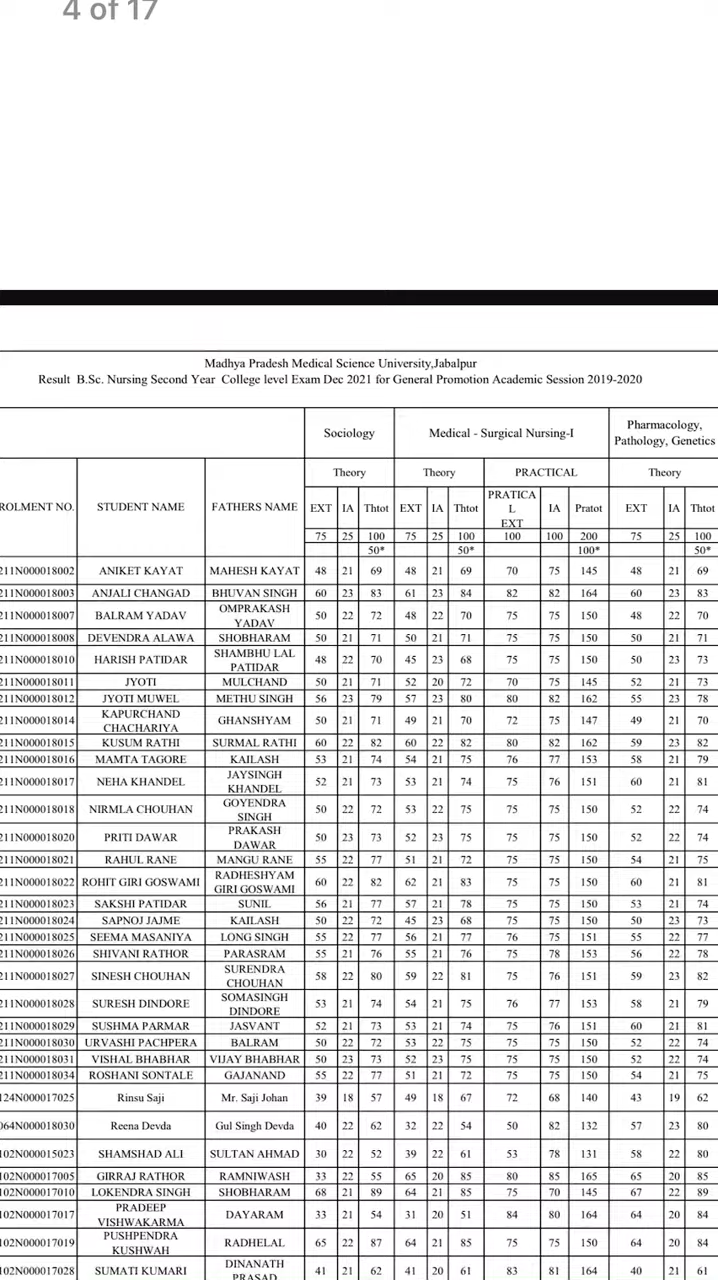 4 of 17
Madhya Pradesh Medical Science University,Jabalpur
Result B.Sc. Nursing Second Year College level Exam Dec 2021 for General Promotion Academic Session 2019-2020
Sociology Medical - Surgical Nursing-I Pharmacology, Pathology, Genetics
Theory Theory PRACTICAL Theory
ROLMENT NO. STUDENT NAME FATHERS NAME EXT IA Thtot EXT IA Thtot PRATICA L EXT IA Pratot EXT IA Thtot
75 25 100 75 25 100 100 100 200 75 25 100
50* 50* 100* 50*
211N000018002 ANIKET KAYAT MAHESH KAYAT 48 21 69 48 21 69 70 75 145 48 21 69
211N000018003 ANJALI CHANGAD BHUVAN SINGH 60 23 83 61 23 84 82 82 164 60 23 83
211N000018007 BALRAM YADAV OMPRAKASH YADAV 50 22 72 48 22 70 75 75 150 48 22 70
211N000018008 DEVENDRA ALAWA SHOBHARAM 50 21 71 50 21 71 75 75 150 50 21 71
211N000018010 HARISH PATIDAR SHAMBHU LAL PATIDAR 48 22 70 45 23 68 75 75 150 50 23 73
211N000018011 JYOTI MULCHAND 50 21 71 52 20 72 70 75 145 52 21 73
211N000018012 JYOTI MUWEL METHU SINGH 56 23 79 57 23 80 80 82 162 55 23 78
211N000018014 KAPURCHAND CHACHARIYA GHANSHYAM 50 21 71 49 21 70 72 75 147 49 21 70
211N000018015 KUSUM RATHI SURMAL RATHI 60 22 82 60 22 82 80 82 162 59 23 82
211N000018016 MAMTA TAGORE KAILASH 53 21 74 54 21 75 76 77 153 58 21 79
211N000018017 NEHA KHANDEL JAYSINGH KHANDEL 52 21 73 53 21 74 75 76 151 60 21 81
211N000018018 NIRMLA CHOUHAN GOYENDRA SINGH 50 22 72 53 22 75 75 75 150 52 22 74
211N000018020 PRITI DAWAR PRAKASH DAWAR 50 23 73 52 23 75 75 75 150 52 22 74
211N000018021 RAHUL RANE MANGU RANE 55 22 77 51 21 72 75 75 150 54 21 75
211N000018022 ROHIT GIRI GOSWAMI RADHESHYAM GIRI GOSWAMI 60 22 82 62 21 83 75 75 150 60 21 81
211N000018023 SAKSHI PATIDAR SUNIL 56 21 77 57 21 78 75 75 150 53 21 74
211N000018024 SAPNOJ JAJME KAILASH 50 22 72 45 23 68 75 75 150 50 23 73
211N000018025 SEEMA MASANIYA LONG SINGH 55 22 77 56 21 77 76 75 151 55 22 77
211N000018026 SHIVANI RATHOR PARASRAM 55 21 76 55 21 76 75 78 153 56 22 78
211N000018027 SINESH CHOUHAN SURENDRA CHOUHAN 58 22 80 59 22 81 75 76 151 59 23 82
211N000018028 SURESH DINDORE SOMASINGH DINDORE 53 21 74 54 21 75 76 77 153 58 21 79
211N000018029 SUSHMA PARMAR JASVANT 52 21 73 53 21 74 75 76 151 60 21 81
211N000018030 URVASHI PACHPERA BALRAM 50 22 72 53 22 75 75 75 150 52 22 74
211N000018031 VISHAL BHABHAR VIJAY BHABHAR 50 23 73 52 23 75 75 75 150 52 22 74
211N000018034 ROSHANI SONTALE GAJANAND 55 22 77 51 21 72 75 75 150 54 21 75
124N000017025 Rinsu Saji Mr. Saji Johan 39 18 57 49 18 67 72 68 140 43 19 62
064N000018030 Reena Devda Gul Singh Devda 40 22 62 32 22 54 50 82 132 57 23 80
102N000015023 SHAMSHAD ALI SULTAN AHMAD 30 22 52 39 22 61 53 78 131 58 22 80
102N000017005 GIRRAJ RATHOR RAMNIWASH 33 22 55 65 20 85 80 85 165 65 20 85
102N000017010 LOKENDRA SINGH SHOBHARAM 68 21 89 64 21 85 75 70 145 67 22 89
102N000017017 PRADEEP VISHWAKARMA DAYARAM 33 21 54 31 20 51 84 80 164 64 20 84
102N000017019 PUSHPENDRA KUSHWAH RADHELAL 65 22 87 64 21 85 75 75 150 64 20 84
102N000017028 SUMATI KUMARI DINANATH PRASAD 41 21 62 41 20 61 83 81 164 40 21 61